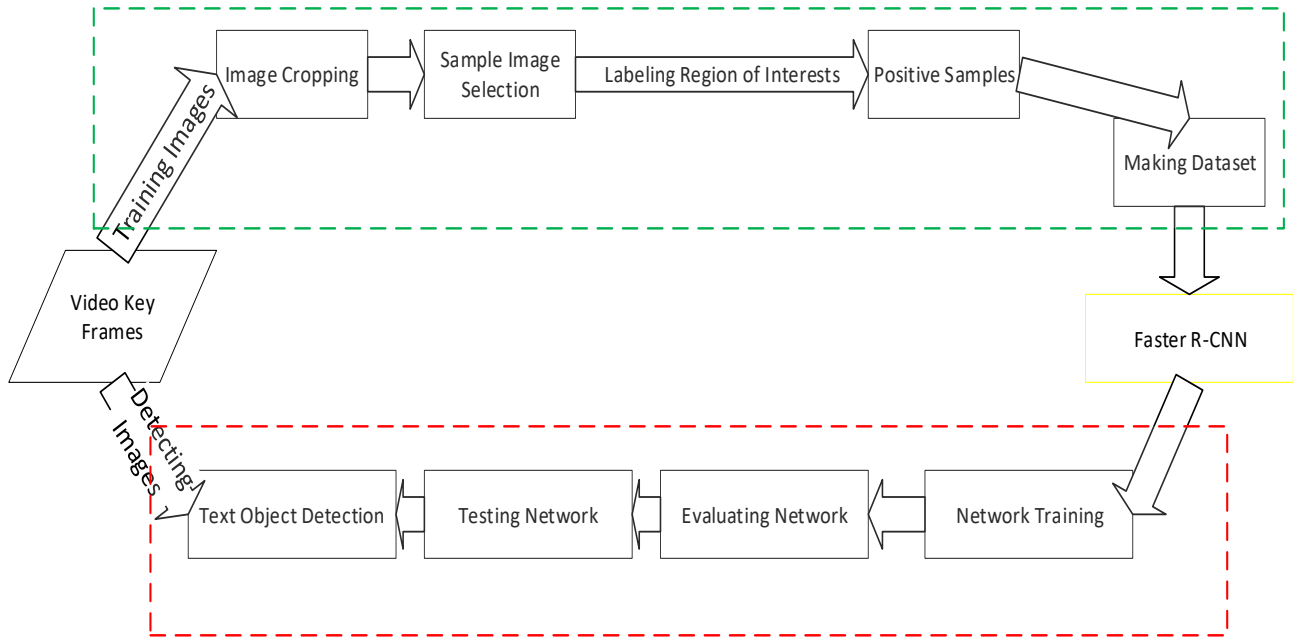 Image Cropping
Sample Image
Selection
Labeling Region of Interests
Positive Samples
Making Dataset
Training Images
Video Key
Frames
Faster R-CNN
Detecting
Images
Text Object Detection
Testing Network
Evaluating Network
Network Training